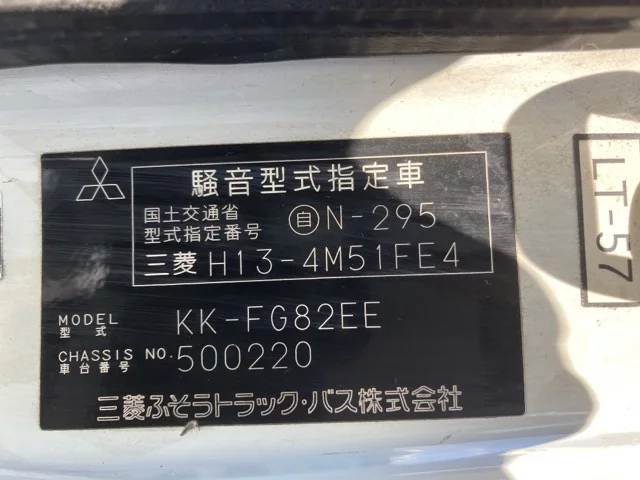 騒音型式指定車
国土交通省
型式指定番号 自N-295
三菱 H13-4M51FE4
MODEL
型式 KK-FG82EE
CHASSIS NO.
車台番号 500220
三菱ふそうトラック・バス株式会社
LT-57